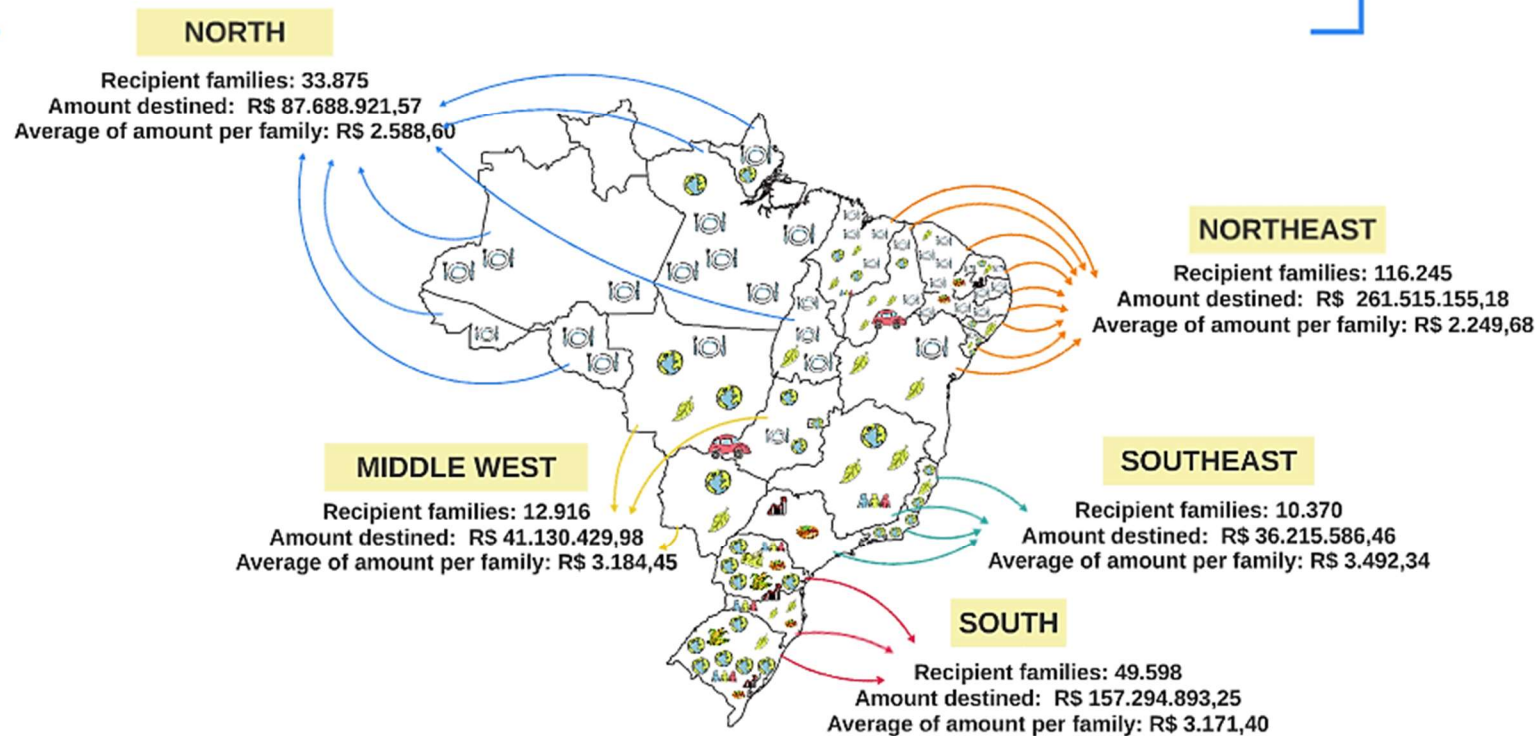 NORTH
Recipient families: 33.875
Amount destined: R$ 87.688.921,57
Average of amount per family: R$ 2.588,60
NORTHEAST
Recipient families: 116.245
Amount destined: R$ 261.515.155,18
Average of amount per family: R$ 2.249,68
MIDDLE WEST
Recipient families: 12.916
Amount destined: R$ 41.130.429,98
Average of amount per family: R$ 3.184,45
SOUTHEAST
Recipient families: 10.370
Amount destined: R$ 36.215.586,46
Average of amount per family: R$ 3.492,34
SOUTH
Recipient families: 49.598
Amount destined: R$ 157.294.893,25
Average of amount per family: R$ 3.171,40